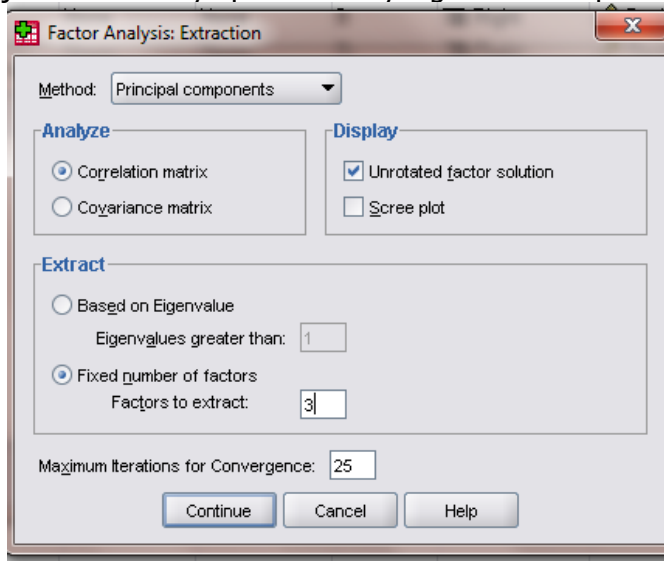 Factor Analysis: Extraction
Method: Principal components
Analyze
Correlation matrix
Covariance matrix
Display
Unrotated factor solution
Scree plot
Extract
Based on Eigenvalue
Eigenvalues greater than: 1
Fixed number of factors
Factors to extract: 3
Maximum Iterations for Convergence: 25
Continue Cancel Help